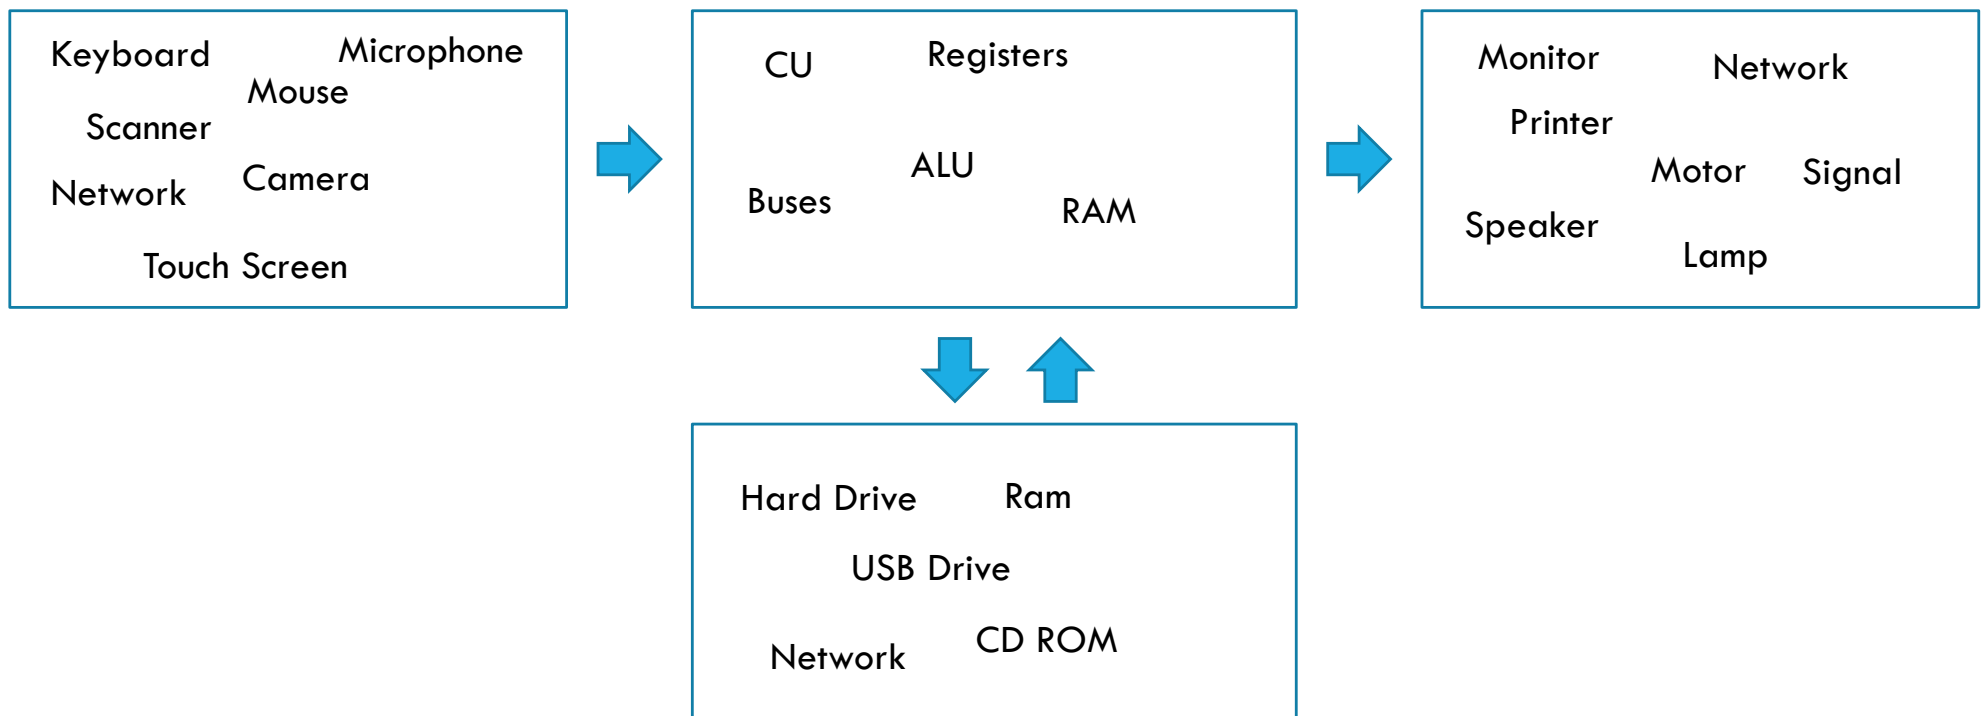 Keyboard
Microphone
Mouse
Scanner
Camera
Network
Touch Screen
CU
Registers
ALU
Buses
RAM
Monitor
Network
Printer
Motor
Signal
Speaker
Lamp
Hard Drive
Ram
USB Drive
CD ROM
Network